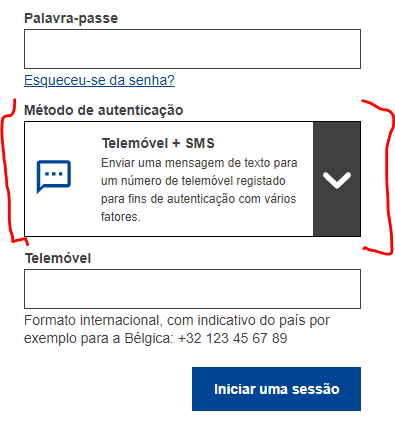 Palavra-passe
Esqueceu-se da senha?
Método de autenticação
Telemóvel + SMS
Enviar uma mensagem de texto para
um número de telemóvel registado
para fins de autenticação com vários
fatores.
Telemóvel
Formato internacional, com indicativo do país por
exemplo para a Bélgica: +32 123 45 67 89
Iniciar uma sessão